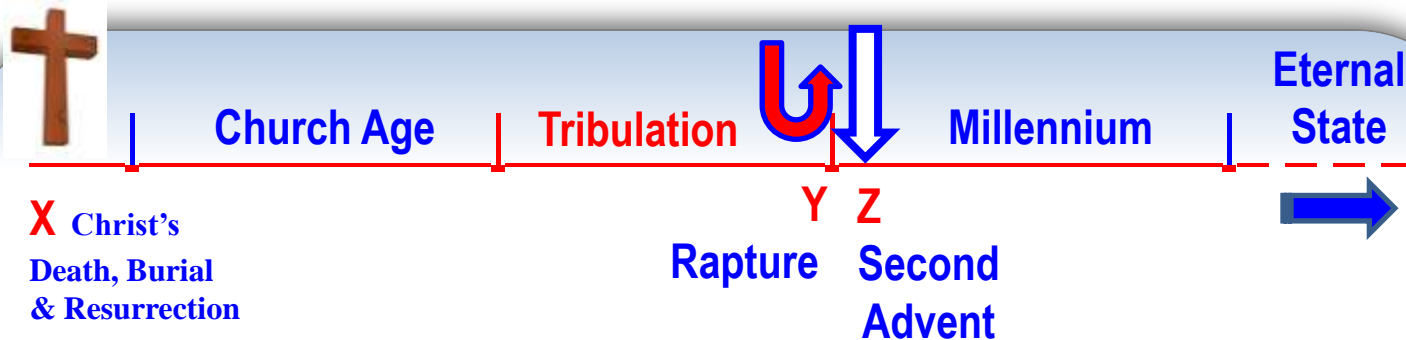 Church Age
Tribulation
Millennium
Eternal
State
X Christ's
Death, Burial
& Resurrection
Y Z
Rapture
Second
Advent